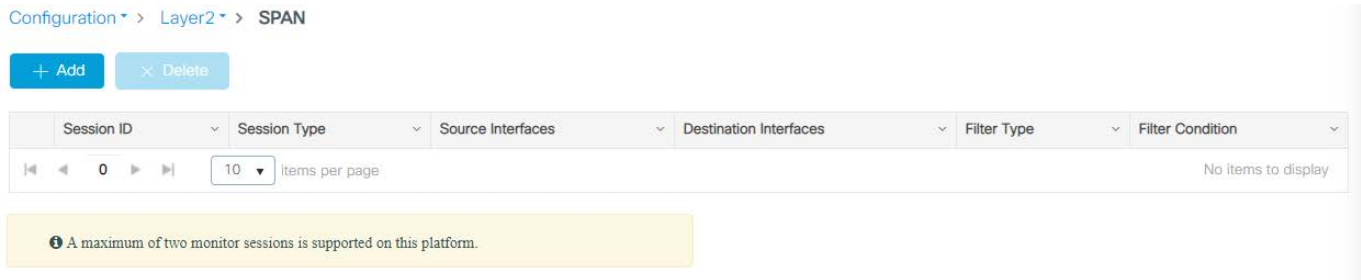 Configuration > Layer2 > SPAN
+ Add × Delete
Session ID Session Type Source Interfaces Destination Interfaces Filter Type Filter Condition
0 10 items per page No items to display
A maximum of two monitor sessions is supported on this platform.